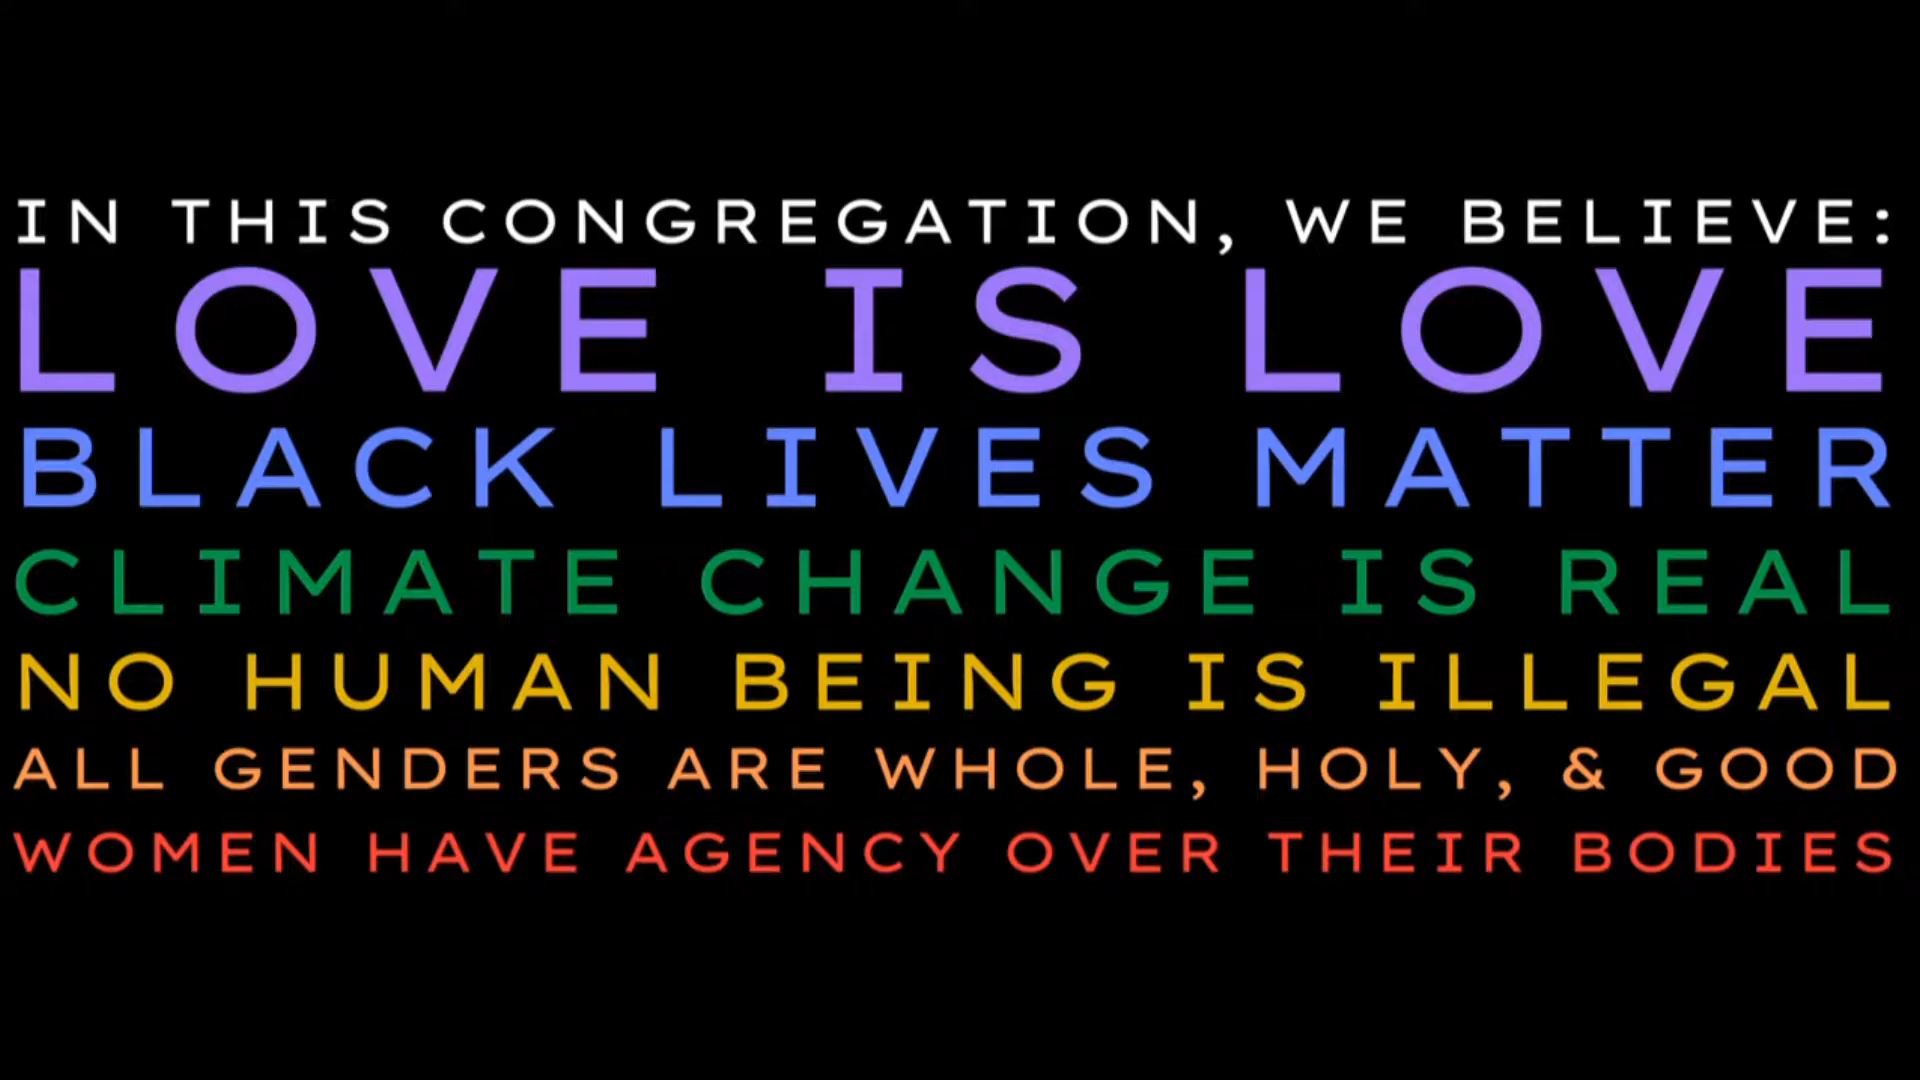 IN THIS CONGREGATION, WE BELIEVE:
LOVE IS LOVE
BLACK LIVES MATTER
CLIMATE CHANGE IS REAL
NO HUMAN BEING IS ILLEGAL
ALL GENDERS ARE WHOLE, HOLY, & GOOD
WOMEN HAVE AGENCY OVER THEIR BODIES